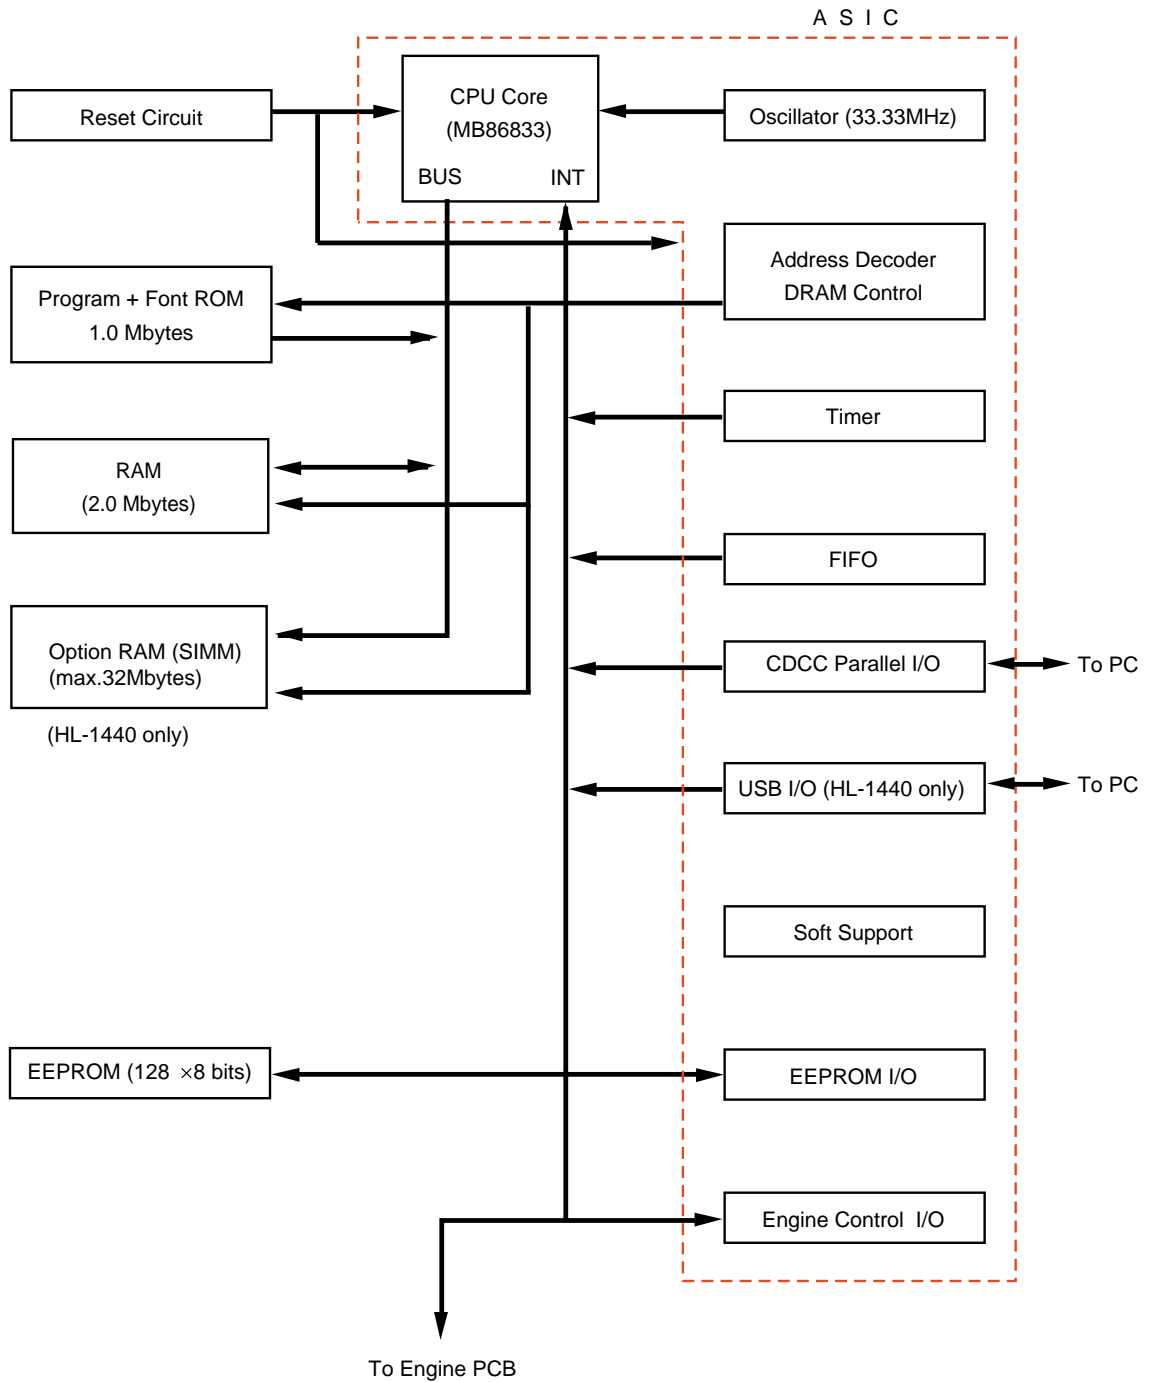 A S I C
Reset Circuit
CPU Core
(MB86833)
BUS
INT
Oscillator (33.33MHz)
Address Decoder
DRAM Control
Program + Font ROM
1.0 Mbytes
Timer
RAM
(2.0 Mbytes)
FIFO
Option RAM (SIMM)
(max.32Mbytes)
(HL-1440 only)
CDCC Parallel I/O
To PC
USB I/O (HL-1440 only)
To PC
Soft Support
EEPROM (128 ×8 bits)
EEPROM I/O
Engine Control I/O
To Engine PCB